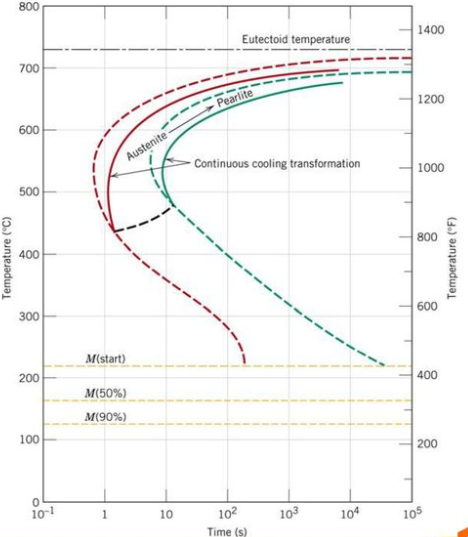 800
700
600
500
400
300
200
100
0
Temperature (°C)
Eutectoid temperature
Austenite
Pearlite
Continuous cooling transformation
M(start)
M(50%)
M(90%)
1400
1200
1000
800
600
400
200
Temperature (°F)
10-1
1
10
10²
10³
10⁴
10⁵
Time (s)